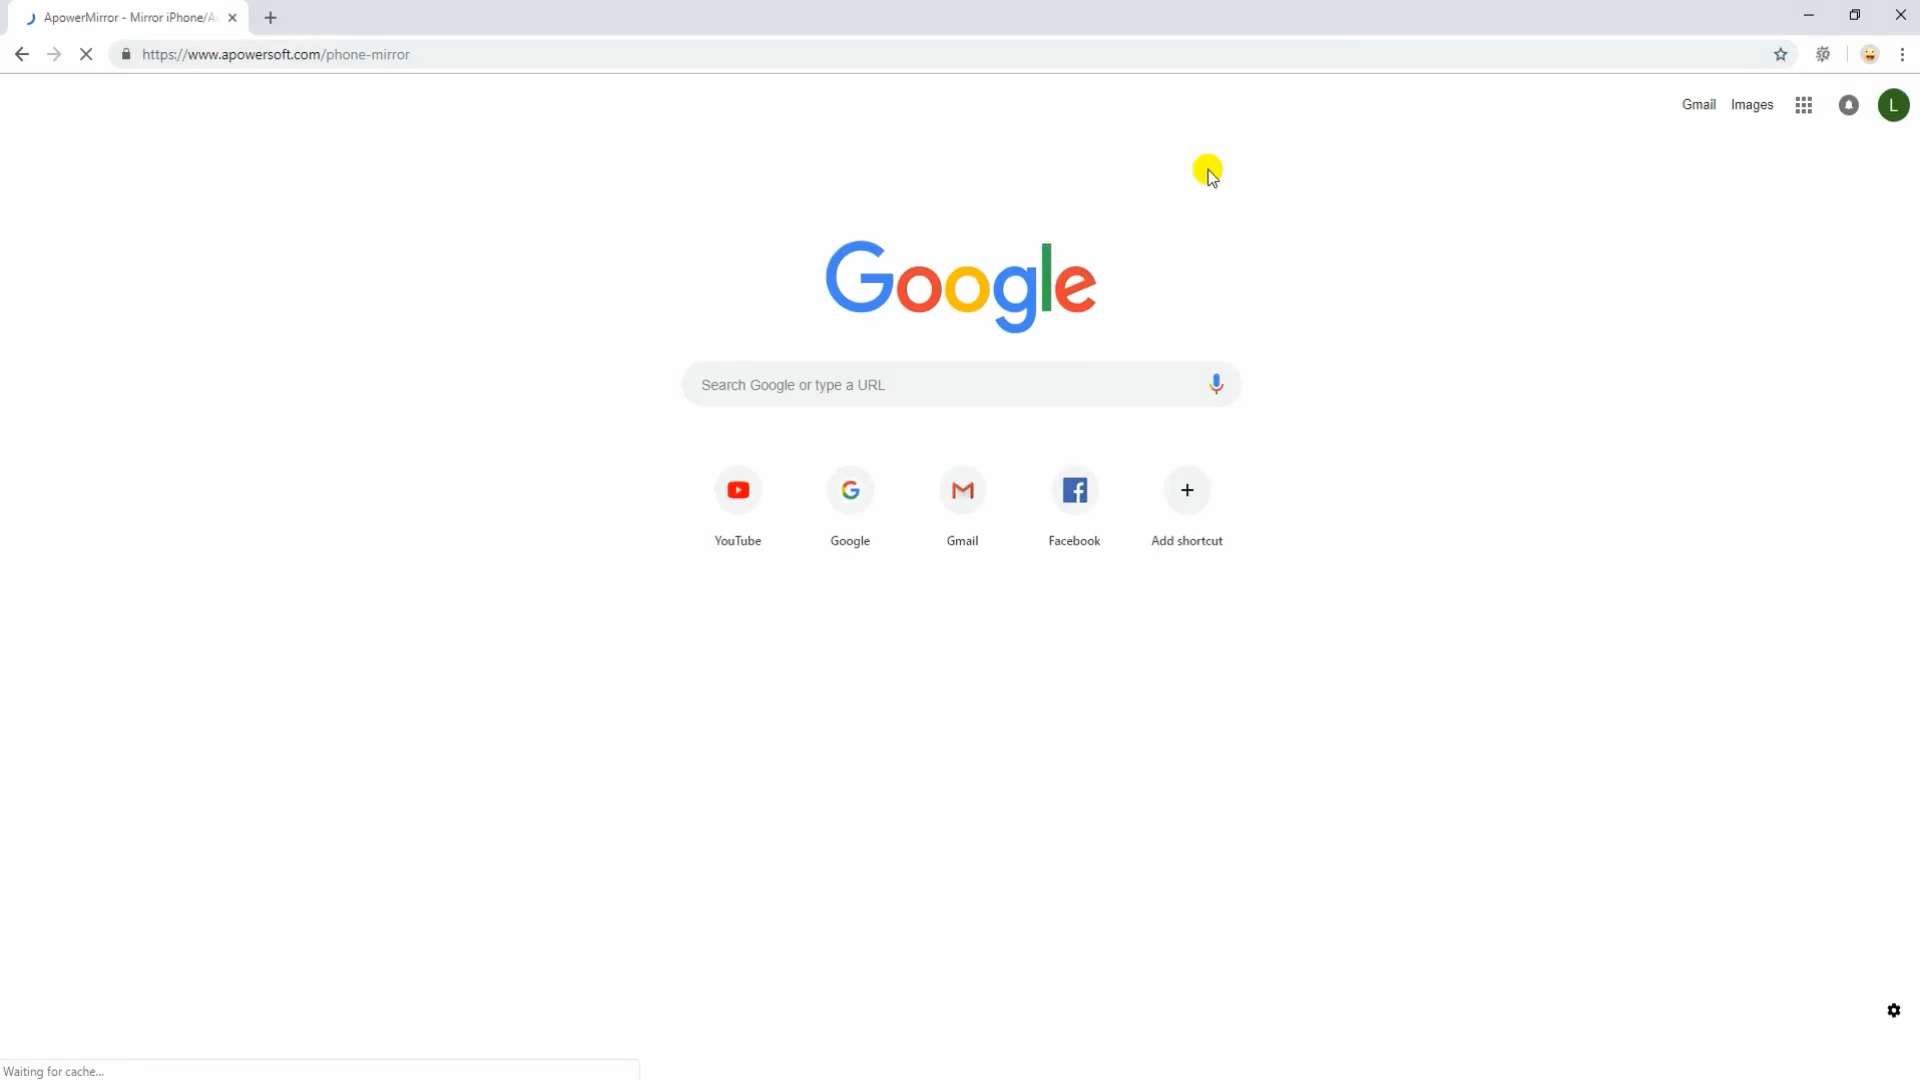 ApowerMirror - Mirror iPhone/A
https://www.apowersoft.com/phone-mirror
Gmail Images
L
Google
Search Google or type a URL
YouTube Google Gmail Facebook Add shortcut
Waiting for cache...